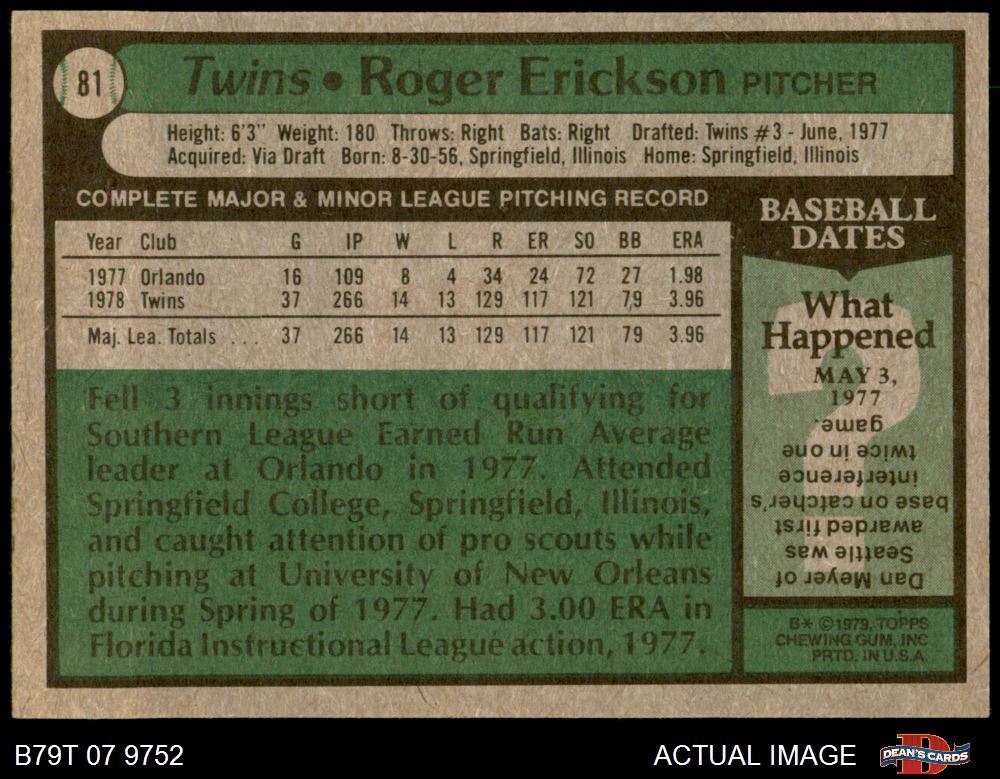 81
Twins • Roger Erickson PITCHER
Height: 6'3" Weight: 180 Throws: Right Bats: Right Drafted: Twins #3 - June, 1977
Acquired: Via Draft Born: 8-30-56, Springfield, Illinois Home: Springfield, Illinois
COMPLETE MAJOR & MINOR LEAGUE PITCHING RECORD
Year Club G IP W L R ER SO BB ERA
1977 Orlando 16 109 8 4 34 24 72 27 1.98
1978 Twins 37 266 14 13 129 117 121 79 3.96
Maj. Lea. Totals . . . 37 266 14 13 129 117 121 79 3.96
Fell 3 innings short of qualifying for
Southern League Earned Run Average
leader at Orlando in 1977. Attended
Springfield College, Springfield, Illinois,
and caught attention of pro scouts while
pitching at University of New Orleans
during Spring of 1977. Had 3.00 ERA in
Florida Instructional League action, 1977.
BASEBALL
DATES
What
Happened
MAY 3,
1977
?
Dan Meyer of
Seattle was
awarded first
base on catcher's
interference
twice in one
game.
B* ©1979, TOPPS
CHEWING GUM, INC
PRTD. IN U.S.A.
B79T 07 9752
ACTUAL IMAGE
D
DEAN'S CARDS